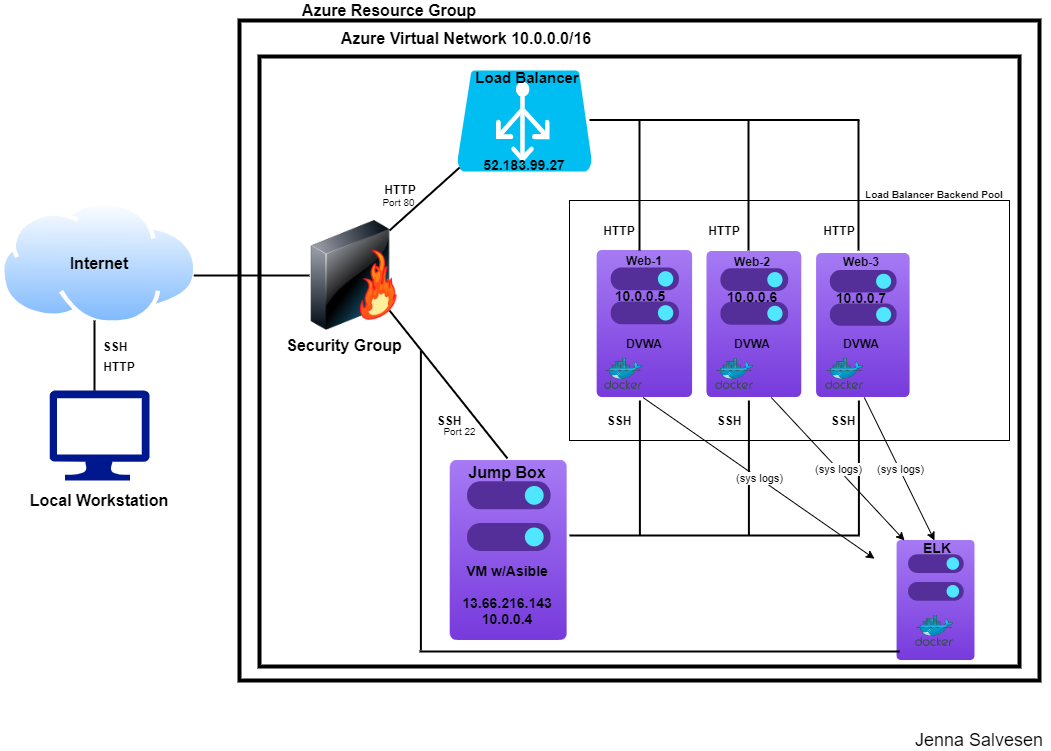 Azure Resource Group
Azure Virtual Network 10.0.0.0/16
Load Balancer
52.183.99.27
HTTP
Port 80
Load Balancer Backend Pool
HTTP
HTTP
HTTP
Internet
Web-1
10.0.0.5
DVWA
docker
Web-2
10.0.0.6
DVWA
docker
Web-3
10.0.0.7
DVWA
docker
Security Group
SSH
HTTP
SSH
Port 22
SSH
SSH
SSH
(sys logs)
(sys logs)
(sys logs)
Local Workstation
Jump Box
VM w/Asible
13.66.216.143
10.0.0.4
ELK
docker
Jenna Salvesen